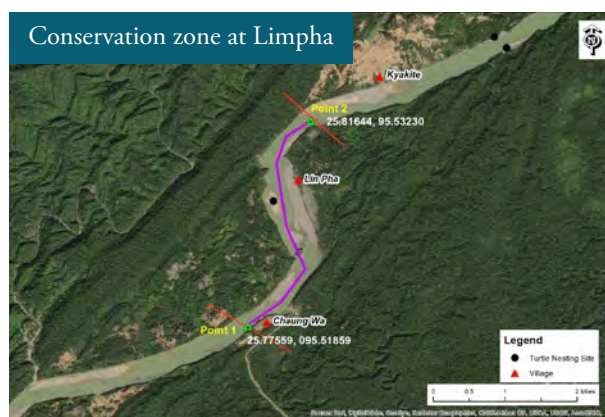 Conservation zone at Limpha
N
Kyakite
Point 2
25.81644, 95.53230
Lin Pha
Chaung Wa
Point 1
25.77559, 095.51859
Legend
Turtle Nesting Site
Village
0 0.5 1 2 Miles